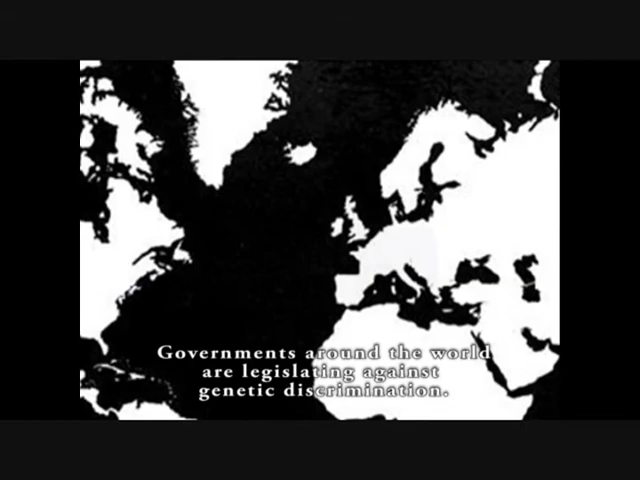 Governments around the world
are legislating against
genetic discrimination.